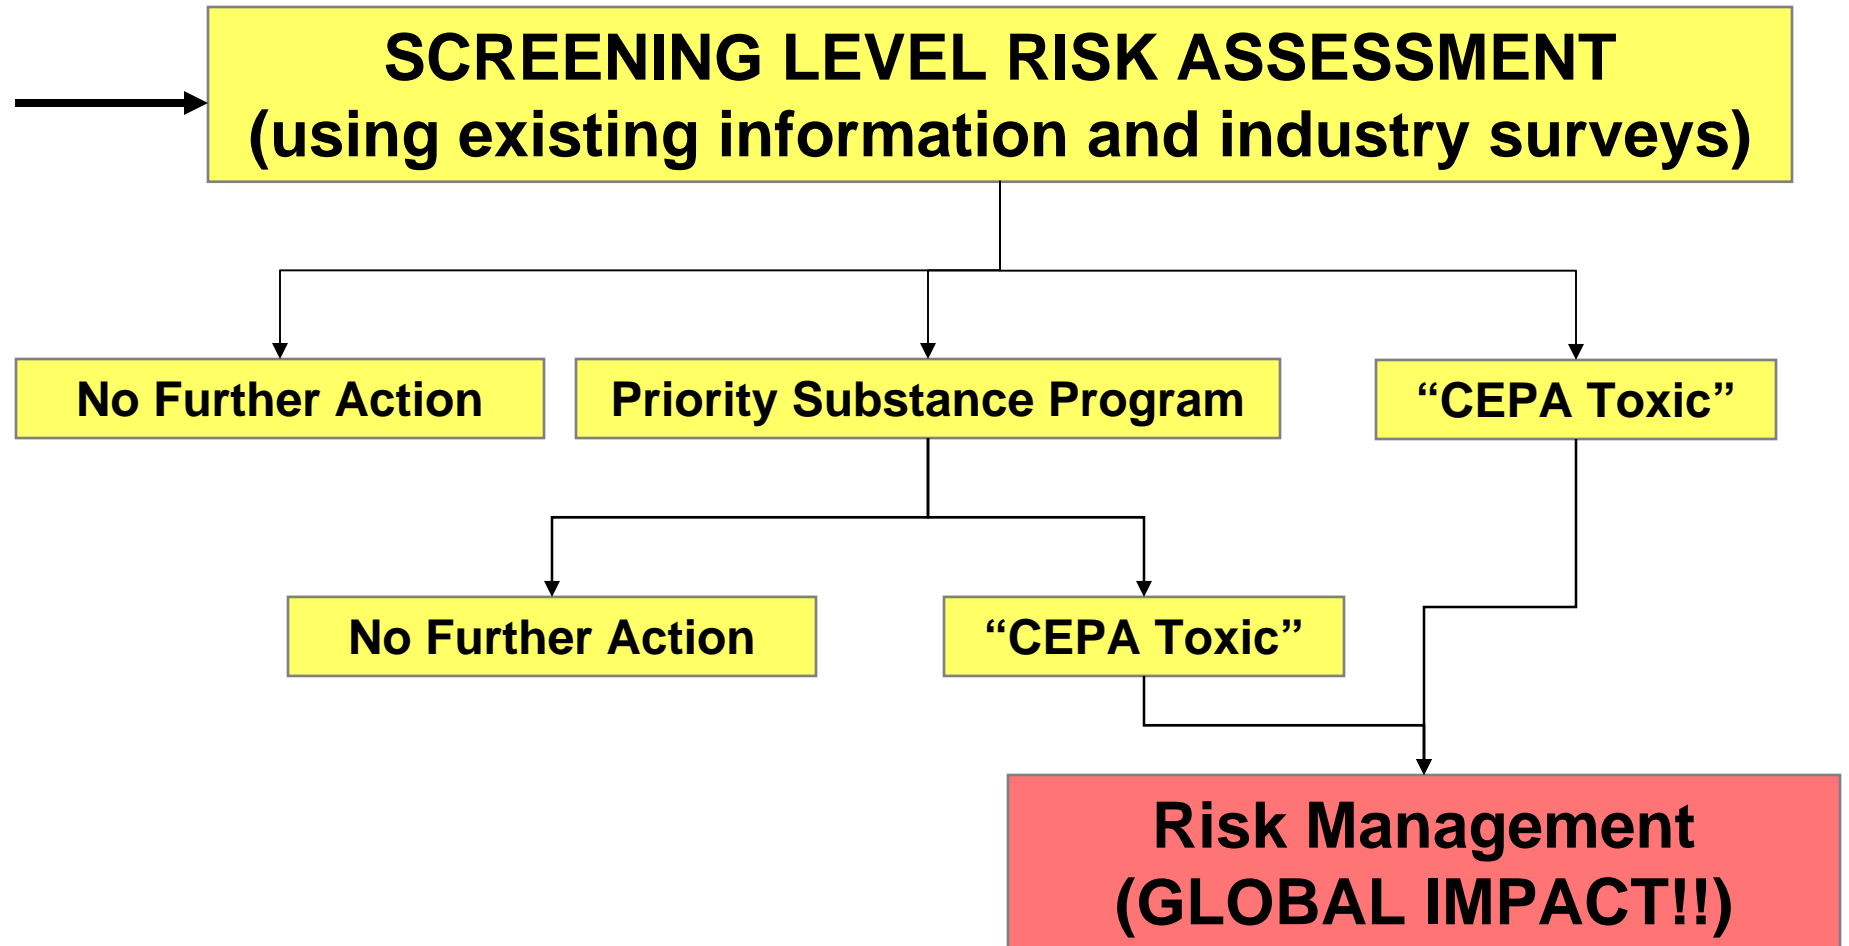 SCREENING LEVEL RISK ASSESSMENT
(using existing information and industry surveys)
No Further Action
Priority Substance Program
“CEPA Toxic”
No Further Action
“CEPA Toxic”
Risk Management
(GLOBAL IMPACT!!)